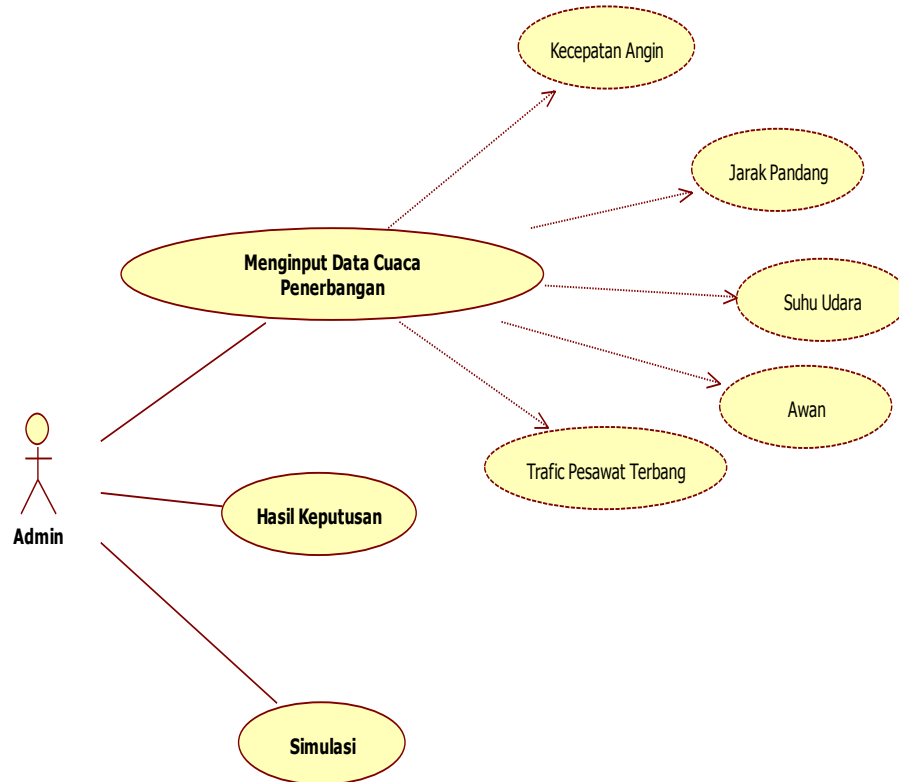 Kecepatan Angin
Jarak Pandang
Menginput Data Cuaca
Penerbangan
Suhu Udara
Awan
Trafic Pesawat Terbang
Admin
Hasil Keputusan
Simulasi